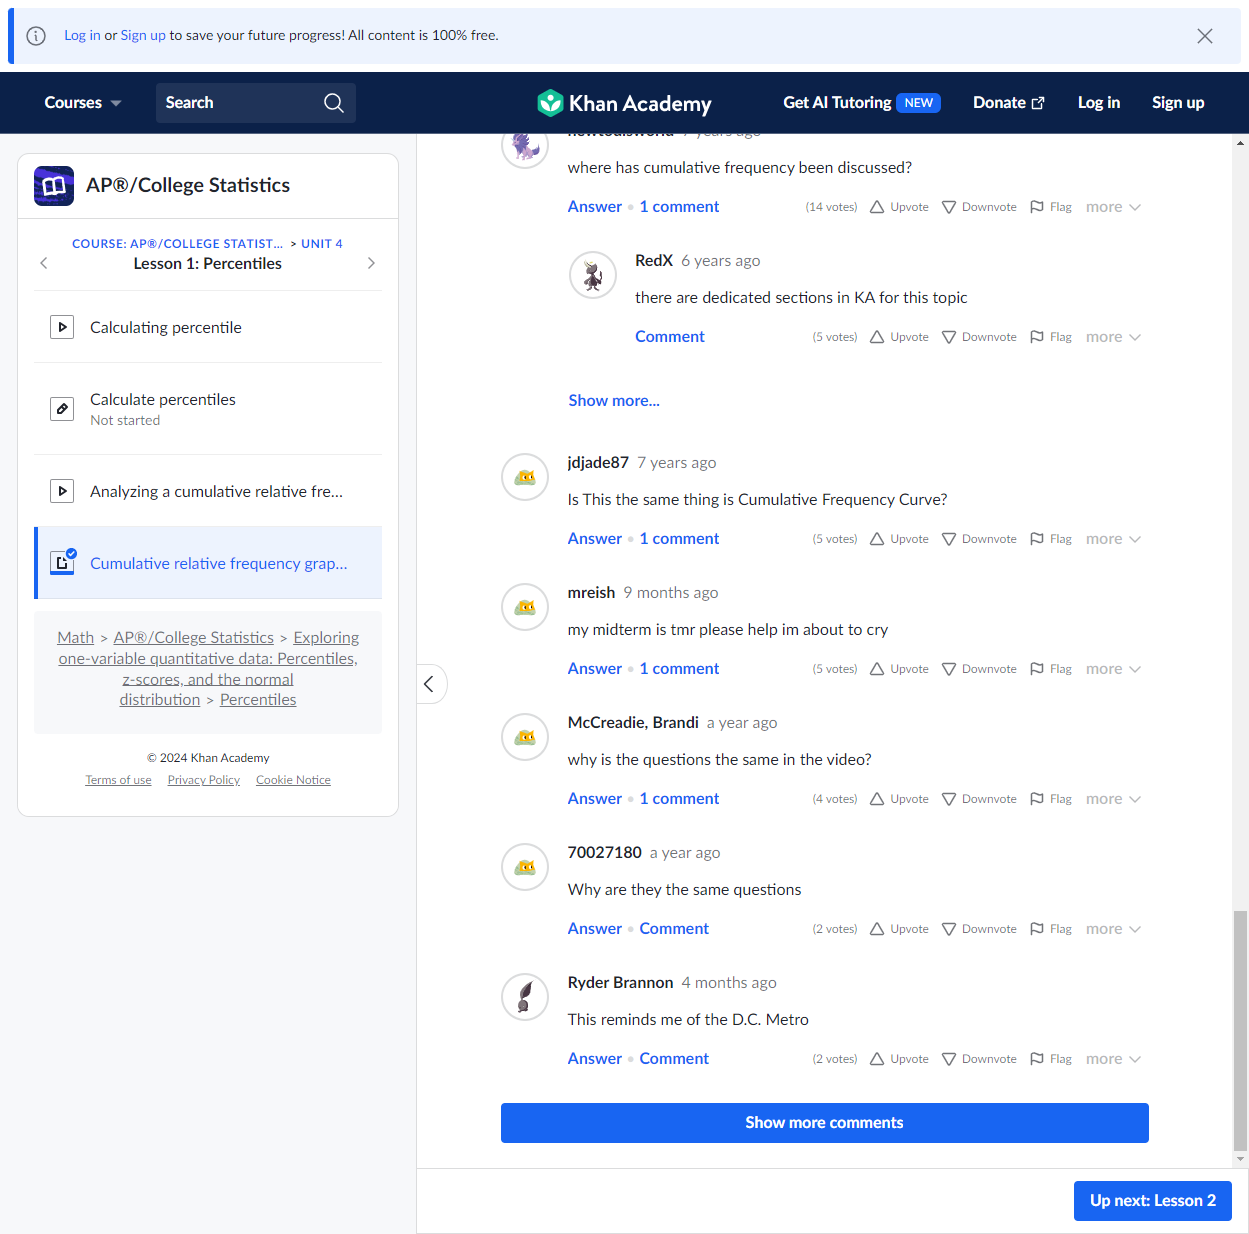 Log in or Sign up to save your future progress! All content is 100% free.
Courses
Search
Khan Academy
Get AI Tutoring NEW
Donate
Log in
Sign up
AP®/College Statistics
COURSE: AP®/COLLEGE STATIST... > UNIT 4
Lesson 1: Percentiles
Calculating percentile
Calculate percentiles
Not started
Analyzing a cumulative relative fre...
Cumulative relative frequency grap...
Math > AP®/College Statistics > Exploring
one-variable quantitative data: Percentiles,
z-scores, and the normal
distribution > Percentiles
© 2024 Khan Academy
Terms of use Privacy Policy Cookie Notice
7 years ago
where has cumulative frequency been discussed?
Answer • 1 comment (14 votes) Upvote Downvote Flag more
RedX 6 years ago
there are dedicated sections in KA for this topic
Comment (5 votes) Upvote Downvote Flag more
Show more...
jdjade87 7 years ago
Is This the same thing is Cumulative Frequency Curve?
Answer • 1 comment (5 votes) Upvote Downvote Flag more
mreish 9 months ago
my midterm is tmr please help im about to cry
Answer • 1 comment (5 votes) Upvote Downvote Flag more
McCreadie, Brandi a year ago
why is the questions the same in the video?
Answer • 1 comment (4 votes) Upvote Downvote Flag more
70027180 a year ago
Why are they the same questions
Answer • Comment (2 votes) Upvote Downvote Flag more
Ryder Brannon 4 months ago
This reminds me of the D.C. Metro
Answer • Comment (2 votes) Upvote Downvote Flag more
Show more comments
Up next: Lesson 2